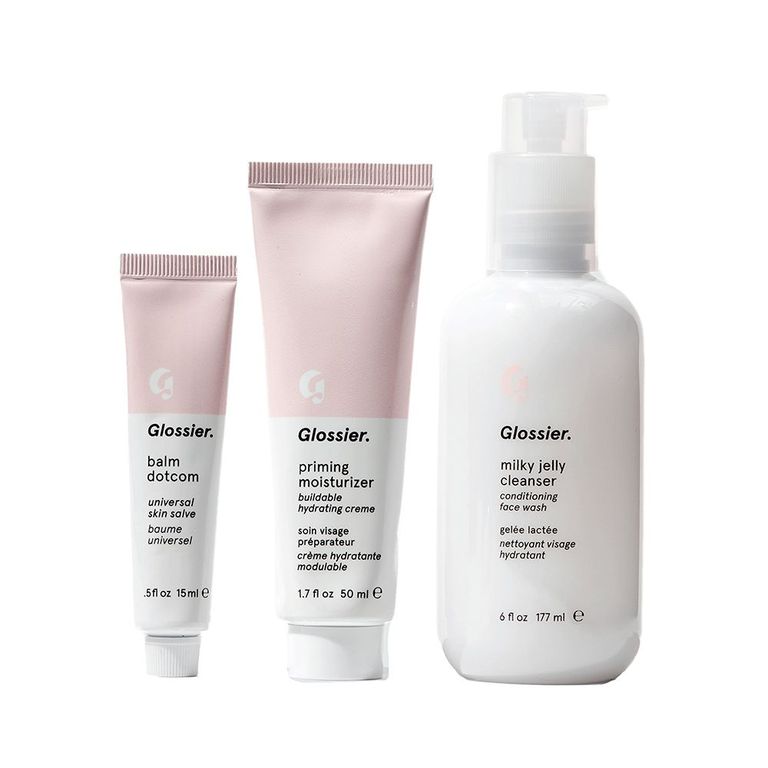 Glossier.
balm
dotcom
universal
skin salve
baume
universel
.5fl oz 15ml ℮
Glossier.
priming
moisturizer
buildable
hydrating creme
soin visage
préparateur
crème hydratante
modulable
1.7 fl oz 50 ml ℮
Glossier.
milky jelly
cleanser
conditioning
face wash
gelée lactée
nettoyant visage
hydratant
6 fl oz 177 ml ℮